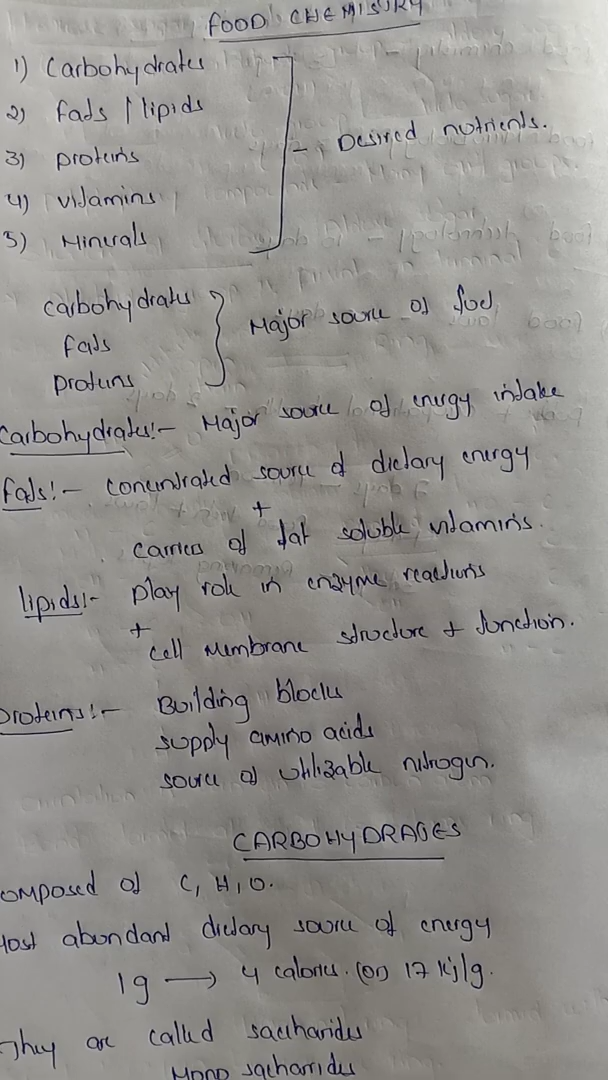 FOOD CHEMISTRY
1) Carbohydrates
2) Fats / lipids
3) proteins
4) vitamins
5) Minerals
- Desired nutrients.
carbohydrates
fats
proteins
Major source of
Carbohydrates:- Major source of energy intake
Fats:- concentrated source of dietary energy
+
carries of fat soluble vitamins.
lipids:- play role in enzyme reactions
+
cell Membrane structure + function.
proteins:- Building blocks
supply amino acids
source of utilizable nitrogen.
CARBOHYDRATES
composed of C, H, O.
Most abundant dietary source of energy
1g → 4 calories. (or) 17 kj/g.
They are called saccharides
Mono saccharides